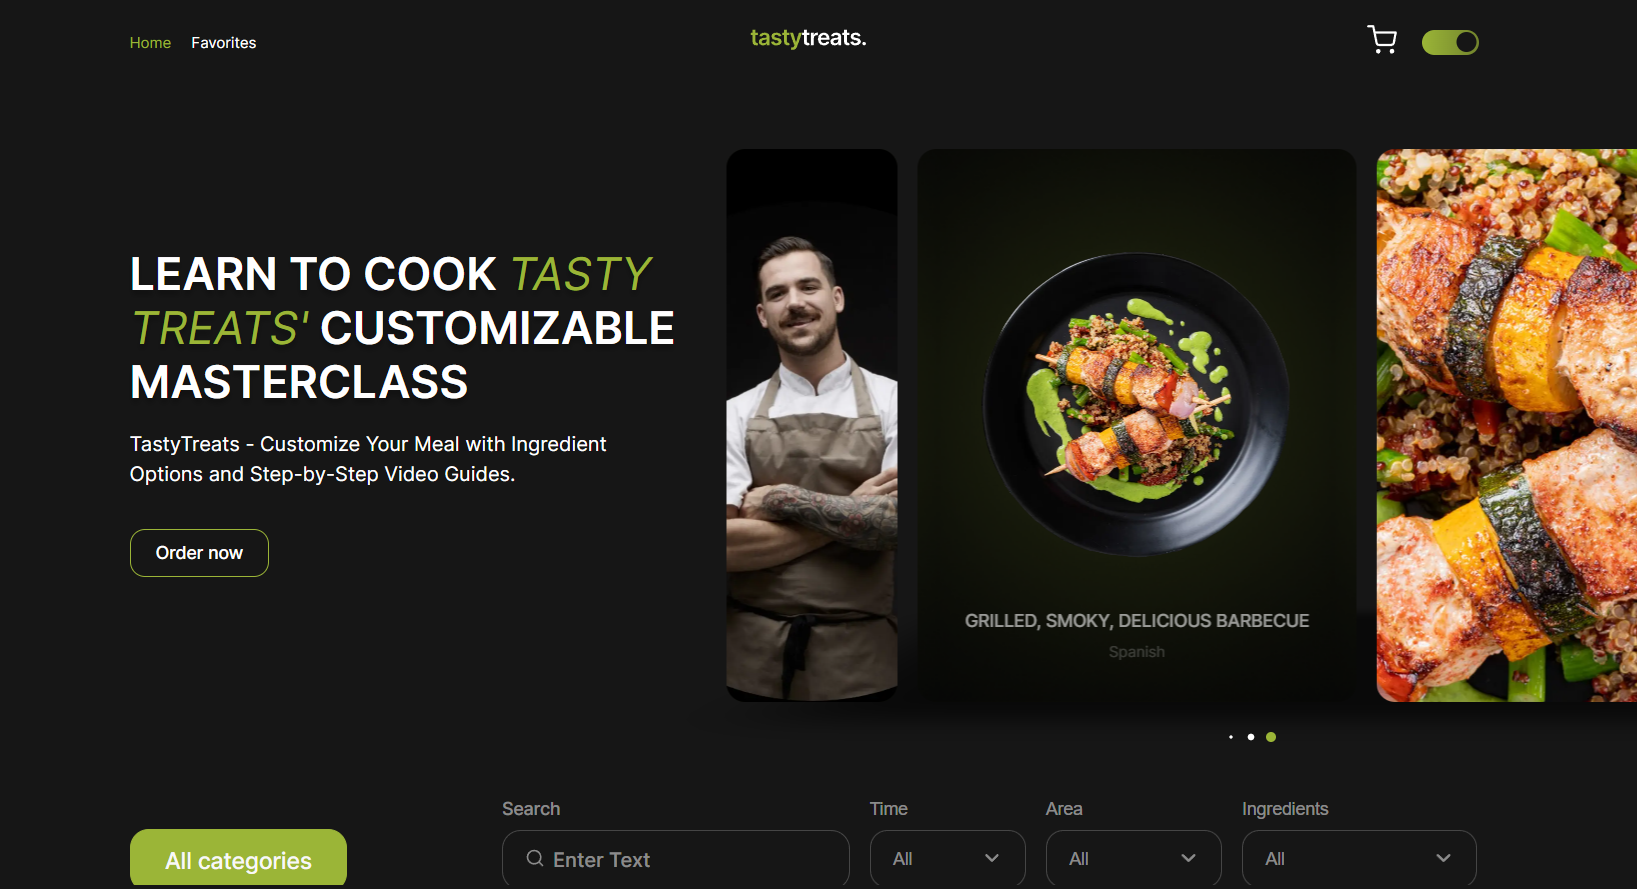 Home Favorites
tastytreats.
LEARN TO COOK TASTY
TREATS' CUSTOMIZABLE
MASTERCLASS
TastyTreats - Customize Your Meal with Ingredient
Options and Step-by-Step Video Guides.
Order now
GRILLED, SMOKY, DELICIOUS BARBECUE
Spanish
All categories
Search
Enter Text
Time
All
Area
All
Ingredients
All